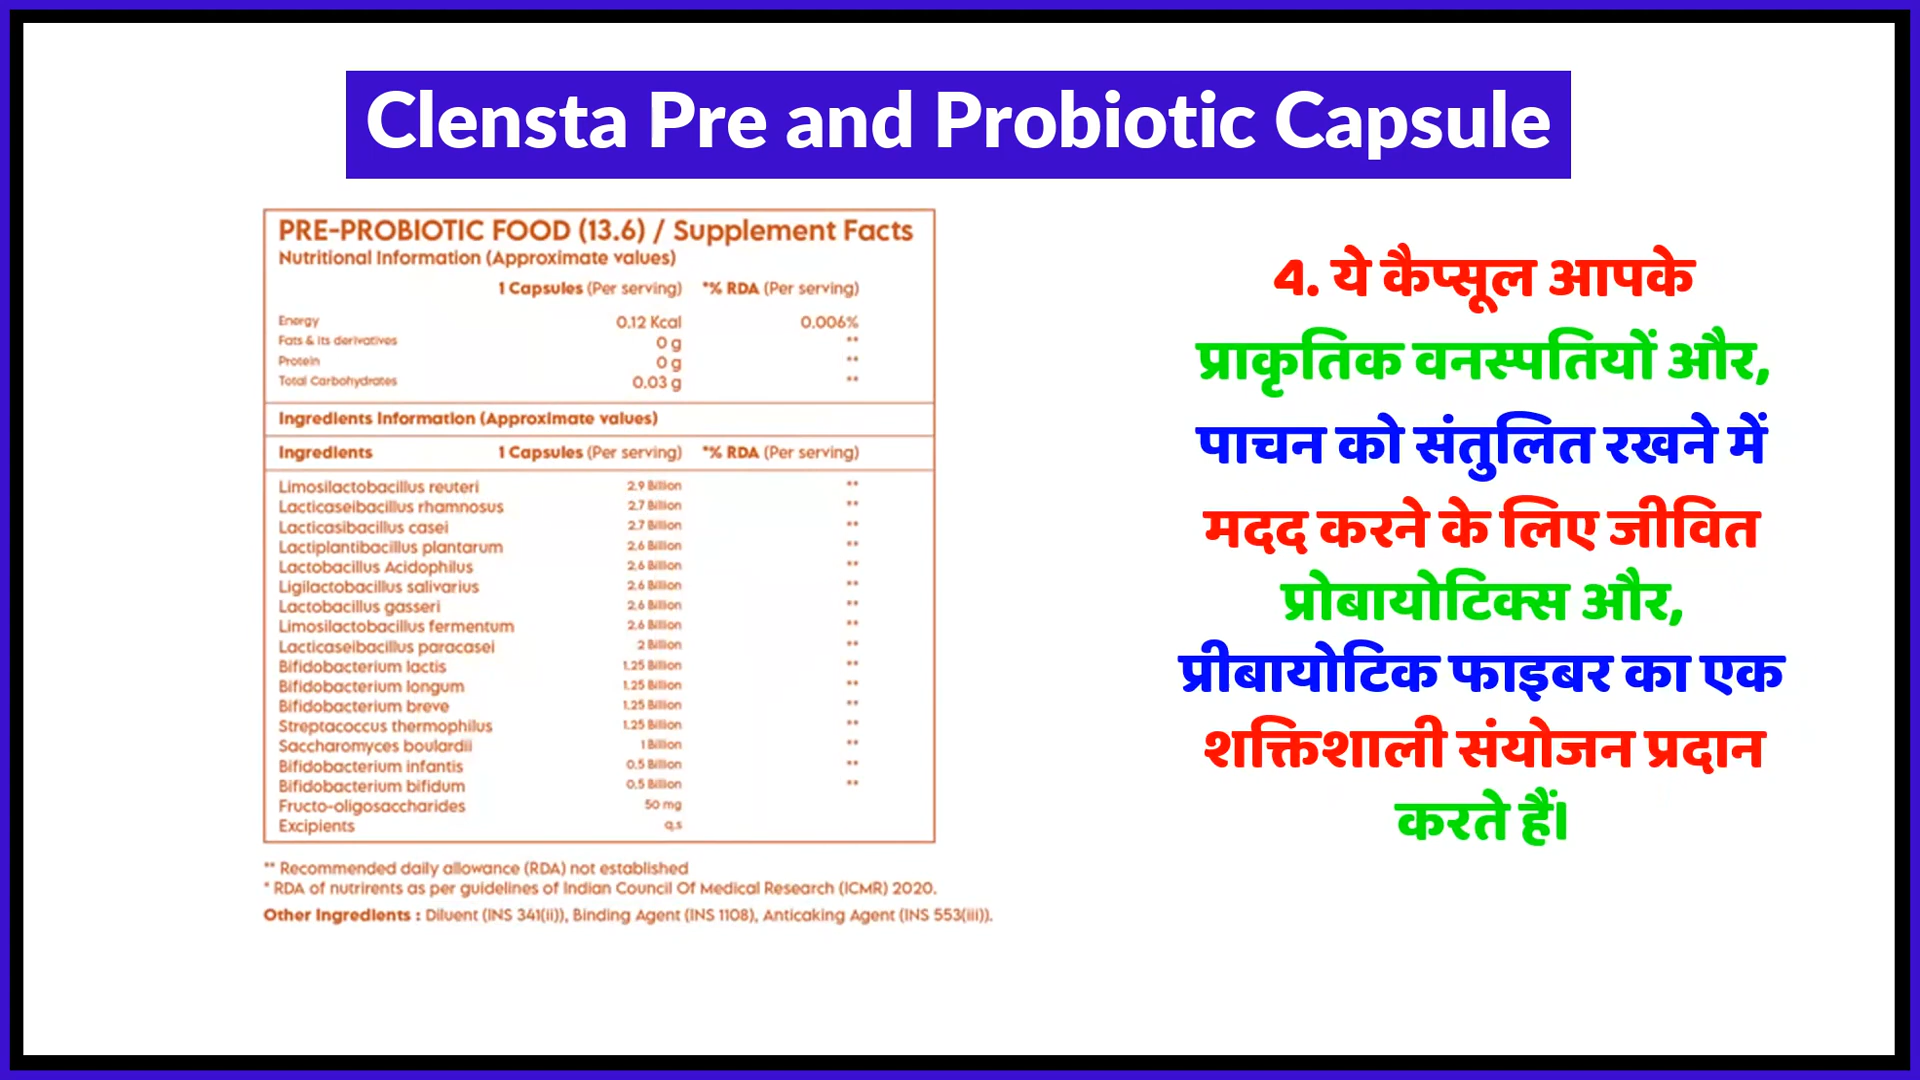 Clensta Pre and Probiotic Capsule
PRE-PROBIOTIC FOOD (13.6) / Supplement Facts
Nutritional Information (Approximate values)
1 Capsules (Per serving) *% RDA (Per serving)
Energy 0.12 Kcal 0.006%
Fats & its derivatives 0 g **
Protein 0 g **
Total Carbohydrates 0.03 g **
Ingredients Information (Approximate values)
Ingredients 1 Capsules (Per serving) *% RDA (Per serving)
Limosilactobacillus reuteri 2.9 Billion **
Lacticaseibacillus rhamnosus 2.7 Billion **
Lacticasibacillus casei 2.7 Billion **
Lactiplantibacillus plantarum 2.6 Billion **
Lactobacillus Acidophilus 2.6 Billion **
Ligilactobacillus salivarius 2.6 Billion **
Lactobacillus gasseri 2.6 Billion **
Limosilactobacillus fermentum 2.6 Billion **
Lacticaseibacillus paracasei 2 Billion **
Bifidobacterium lactis 1.25 Billion **
Bifidobacterium longum 1.25 Billion **
Bifidobacterium breve 1.25 Billion **
Streptococcus thermophilus 1.25 Billion **
Saccharomyces boulardii 1 Billion **
Bifidobacterium infantis 0.5 Billion **
Bifidobacterium bifidum 0.5 Billion **
Fructo-oligosaccharides 50 mg
Excipients q.s
** Recommended daily allowance (RDA) not established
* RDA of nutrirents as per guidelines of Indian Council Of Medical Research (ICMR) 2020.
Other Ingredients : Diluent (INS 341(ii)), Binding Agent (INS 1108), Anticaking Agent (INS 553(iii)).
4. ये कैप्सूल आपके
प्राकृतिक वनस्पतियों और,
पाचन को संतुलित रखने में
मदद करने के लिए जीवित
प्रोबायोटिक्स और,
प्रीबायोटिक फाइबर का एक
शक्तिशाली संयोजन प्रदान
करते हैं।